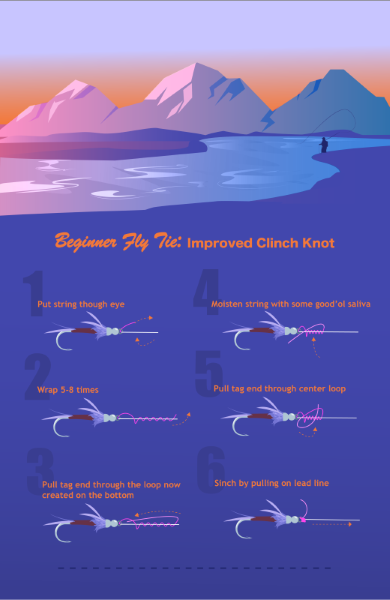 Beginner Fly Tie: Improved Clinch Knot
1
Put string though eye
2
Wrap 5-8 times
3
Pull tag end through the loop now
created on the bottom
4
Moisten string with some good'ol saliva
5
Pull tag end through center loop
6
Sinch by pulling on lead line